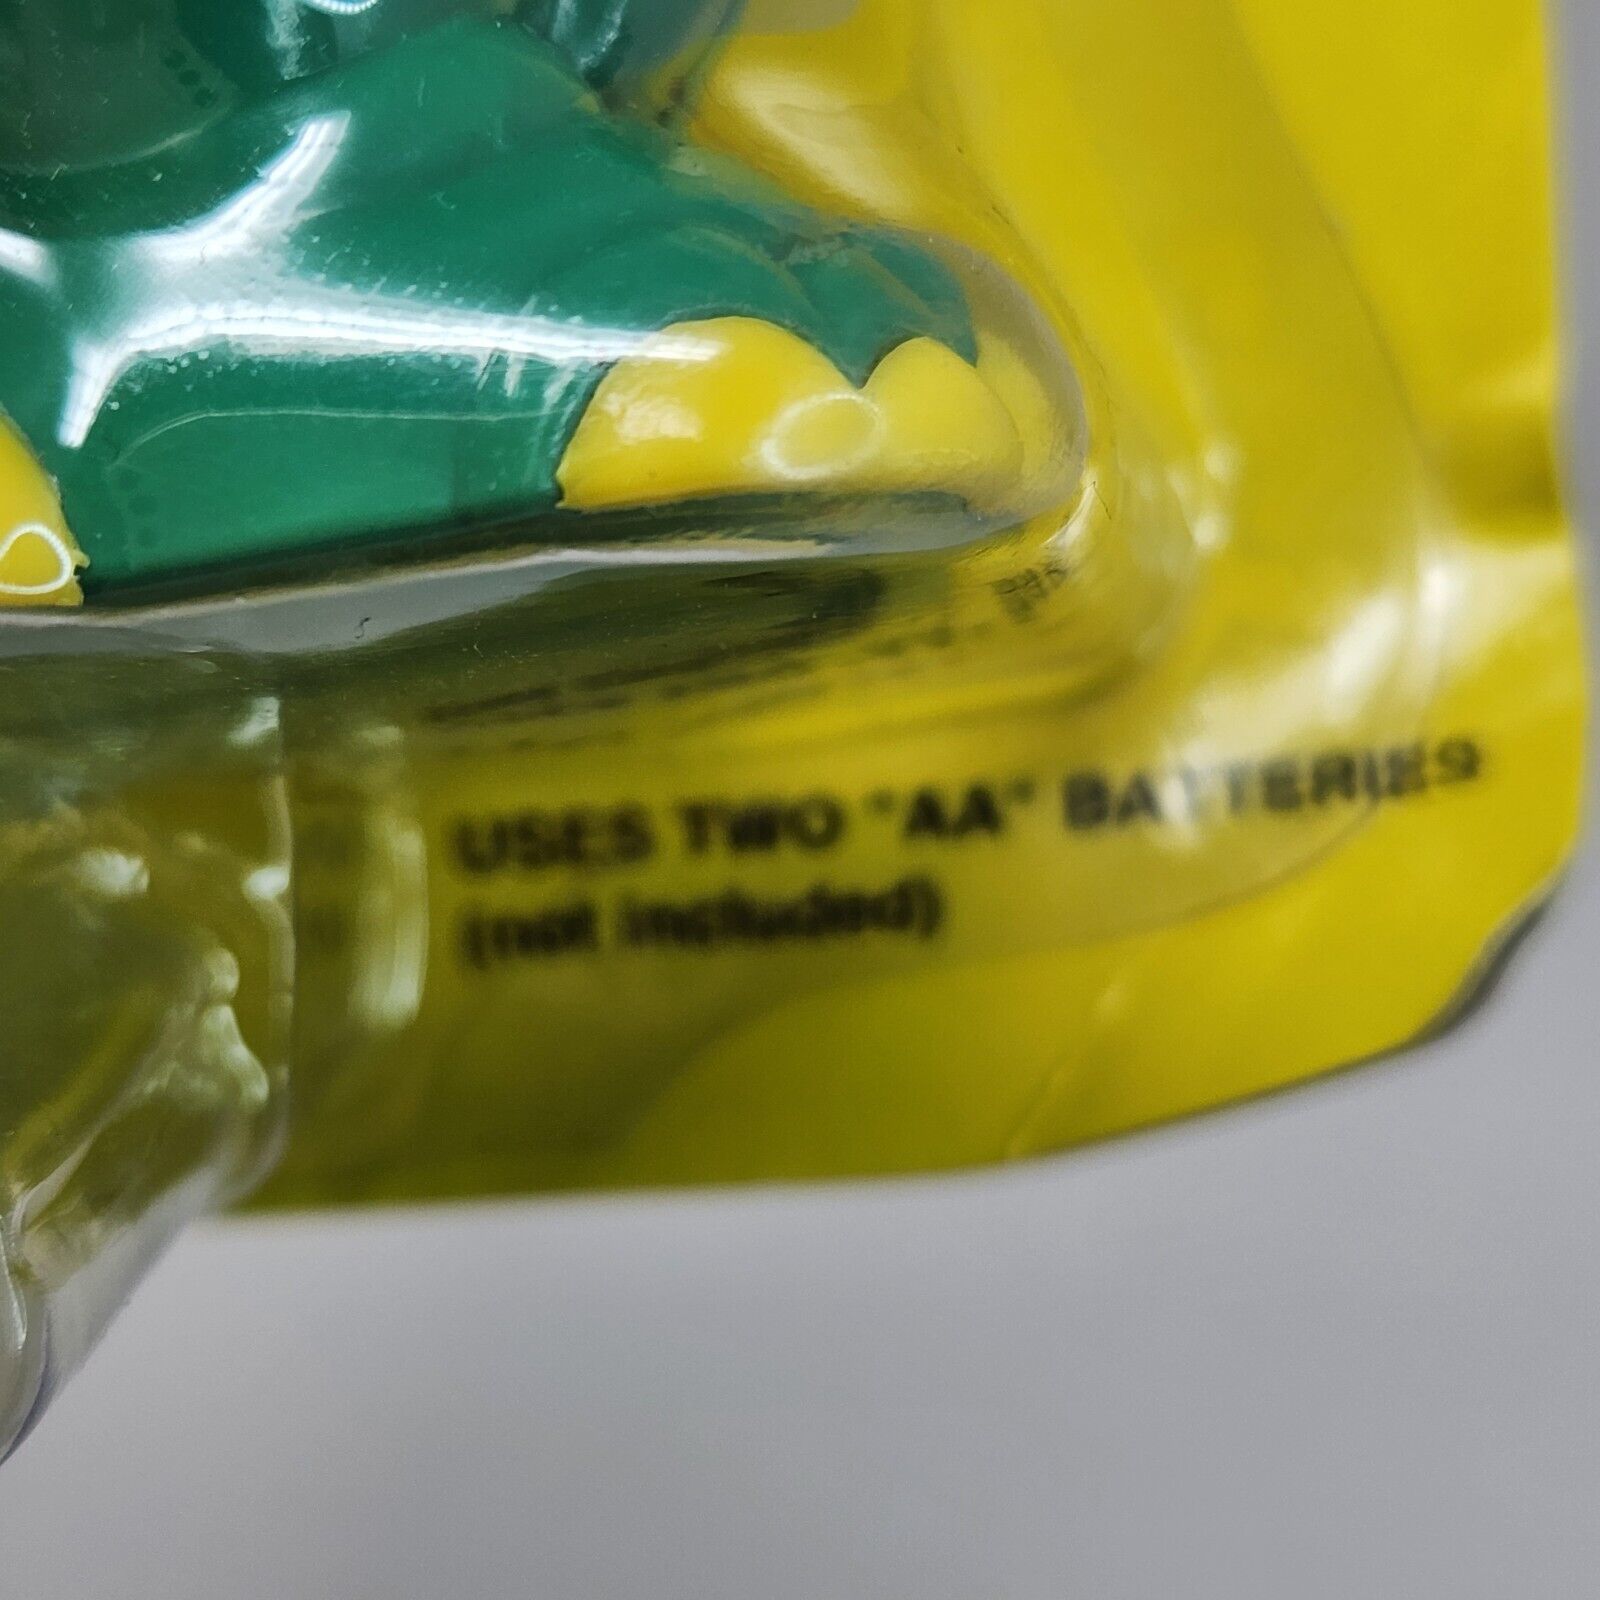 USES TWO "AA" BATTERIES
(not included)